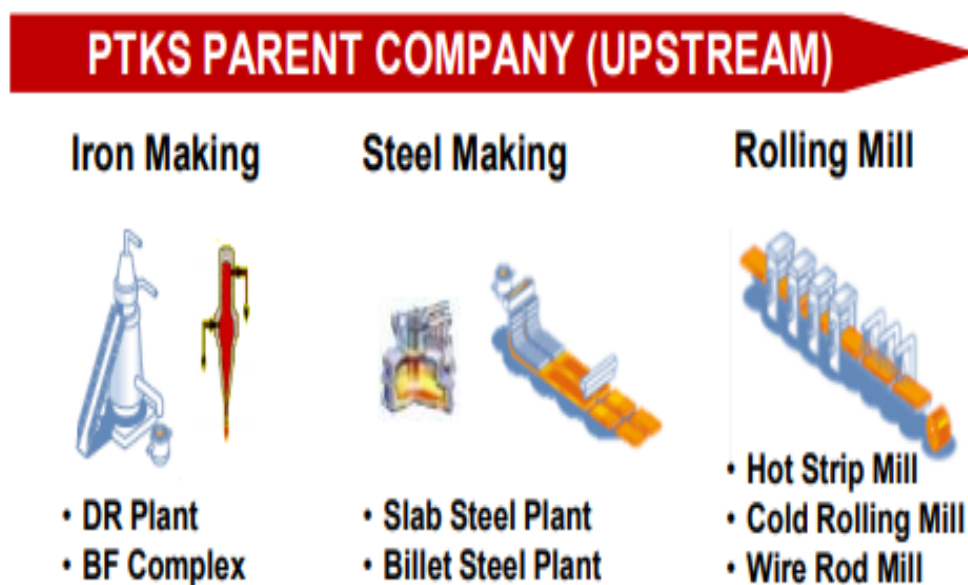 PTKS PARENT COMPANY (UPSTREAM)
Iron Making
Steel Making
Rolling Mill
• DR Plant
• BF Complex
• Slab Steel Plant
• Billet Steel Plant
• Hot Strip Mill
• Cold Rolling Mill
• Wire Rod Mill